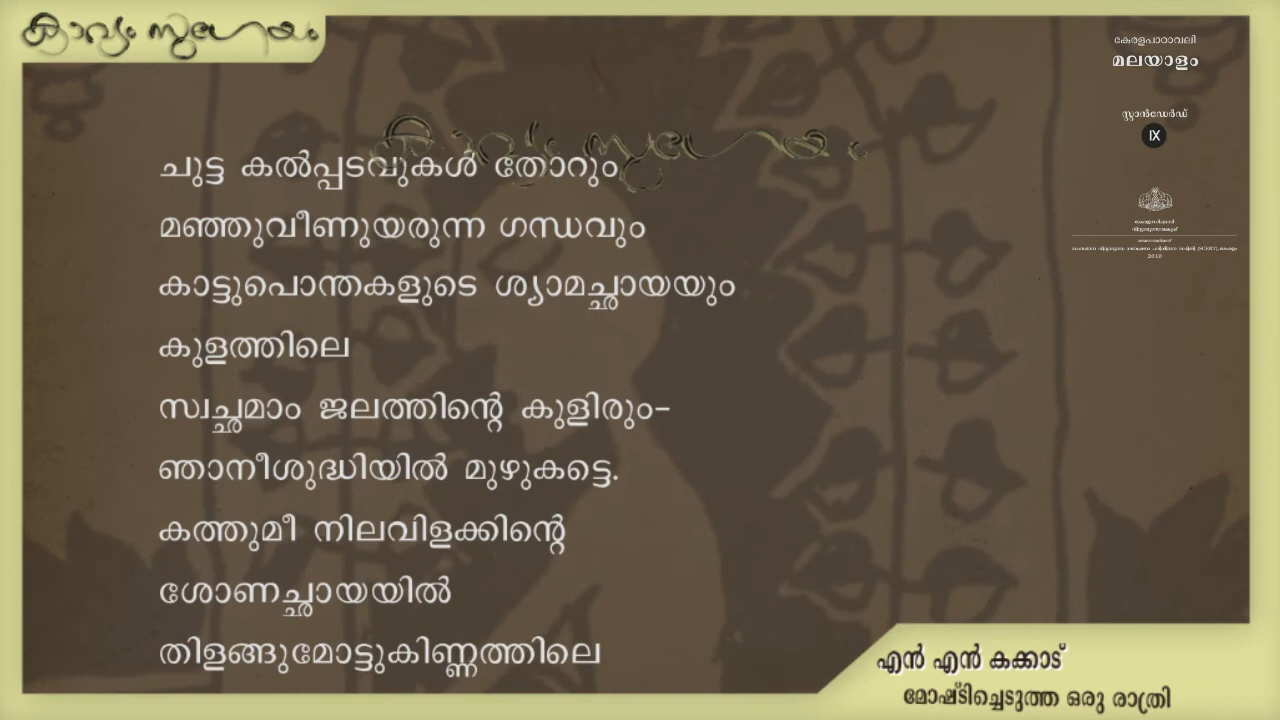 കാവ്യം സുഗേയം
കേരളപാഠാവലി
മലയാളം
സ്റ്റാൻഡേർഡ്
IX
കാവ്യം സുഗേയം
ചുട്ട കൽപ്പടവുകൾ തോറും
മഞ്ഞുവീണുയരുന്ന ഗന്ധവും
കാട്ടുപൊന്തകളുടെ ശ്യാമച്ഛായയും
കുളത്തിലെ
സ്വച്ഛമാം ജലത്തിന്റെ കുളിരും-
ഞാനീശുദ്ധിയിൽ മുഴുകട്ടെ.
കത്തുമീ നിലവിളക്കിന്റെ
ശോണച്ഛായയിൽ
തിളങ്ങുമോട്ടുകിണ്ണത്തിലെ
എൻ എൻ കക്കാട്
മോഷ്ടിച്ചെടുത്ത ഒരു രാത്രി